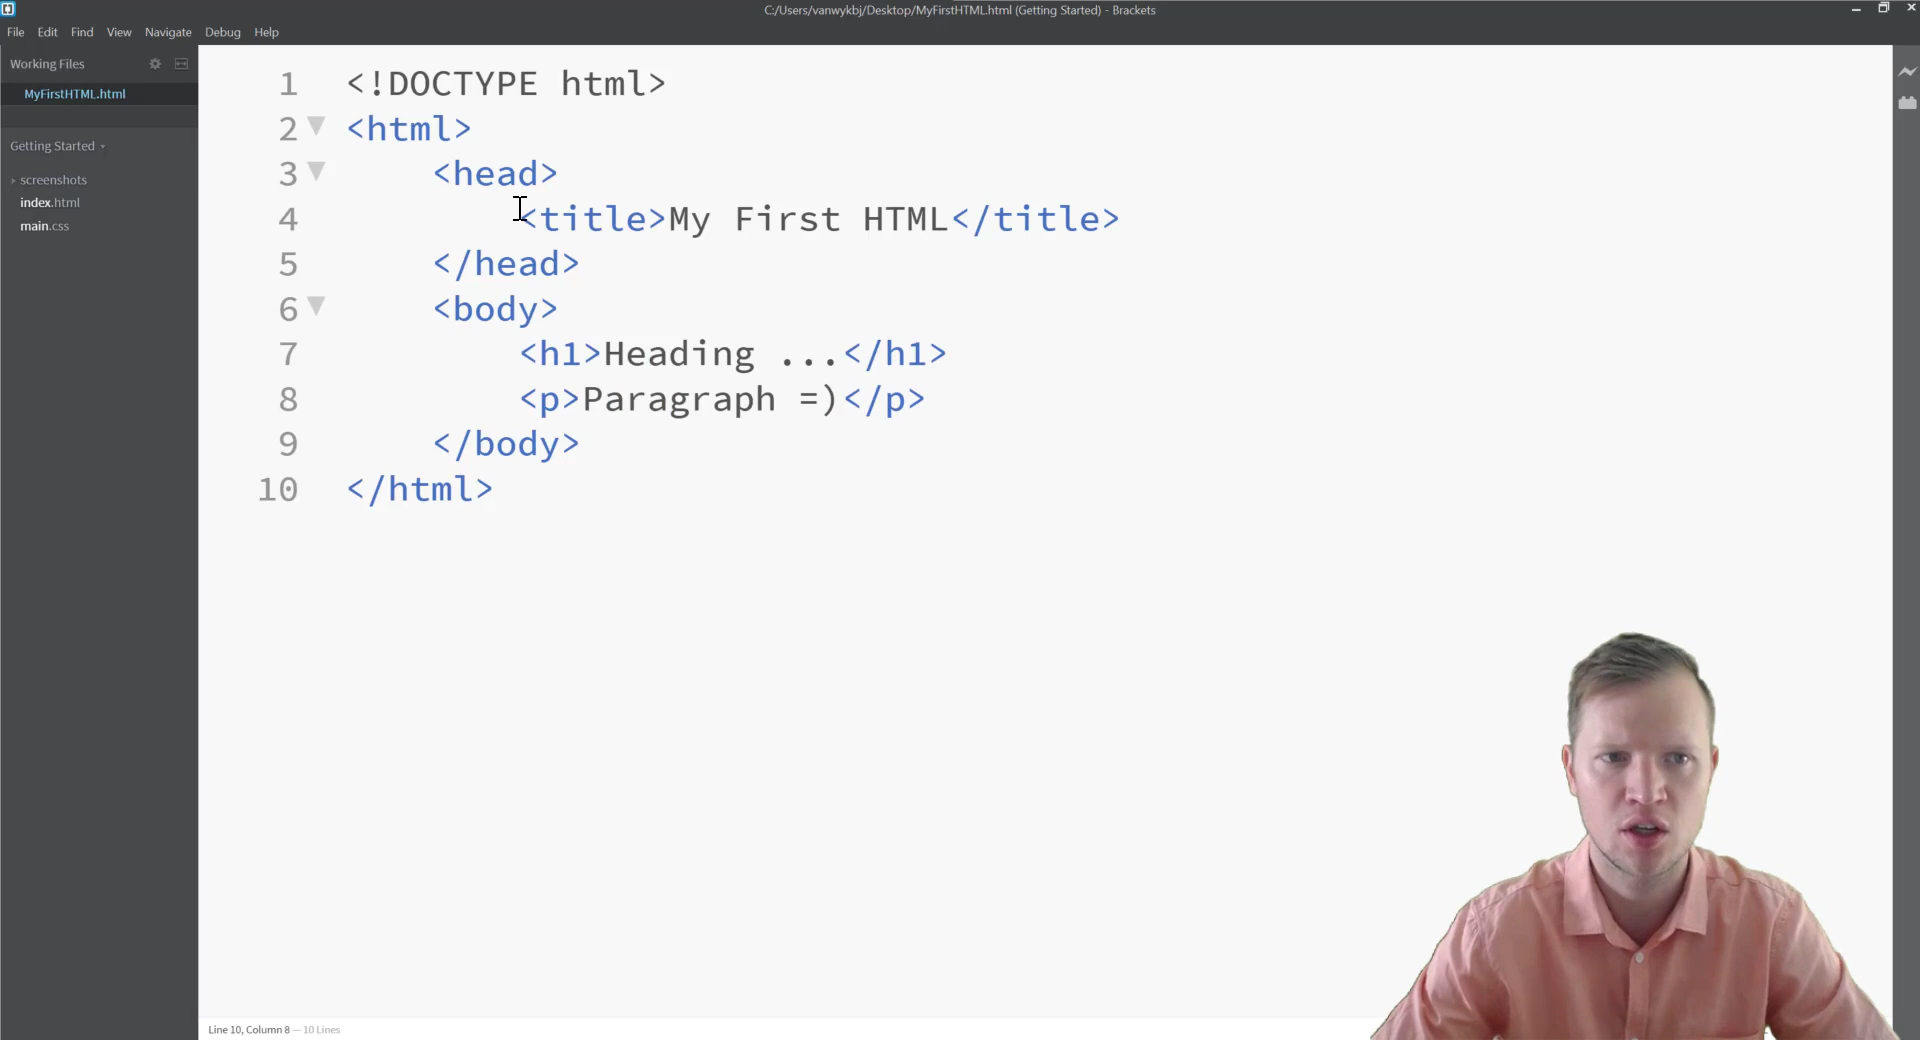 C:/Users/vanwykbj/Desktop/MyFirstHTML.html (Getting Started) - Brackets
File Edit Find View Navigate Debug Help
Working Files
MyFirstHTML.html
Getting Started
screenshots
index.html
main.css
1 <!DOCTYPE html>
2 <html>
3 <head>
4 <title>My First HTML</title>
5 </head>
6 <body>
7 <h1>Heading ...</h1>
8 <p>Paragraph =)</p>
9 </body>
10 </html>
Line 10, Column 8 — 10 Lines